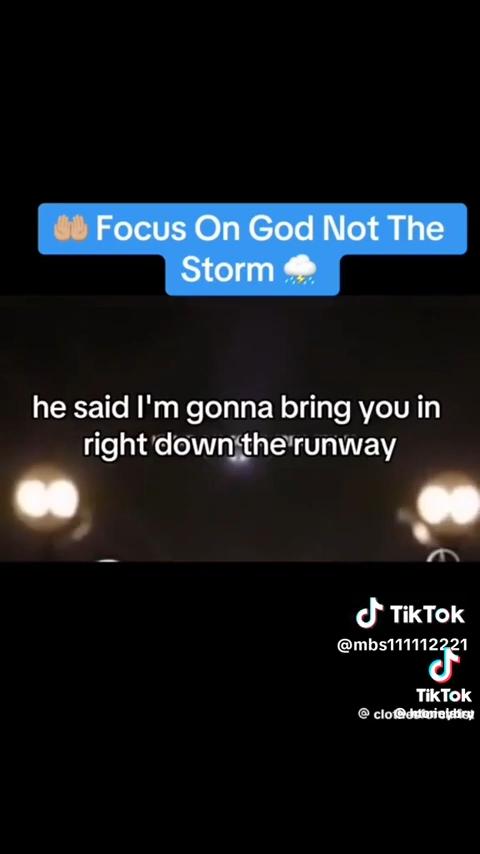 🤲🏼 Focus On God Not The
Storm ⛈️
he said I'm gonna bring you in
right down the runway
TikTok
@mbs111112221
TikTok